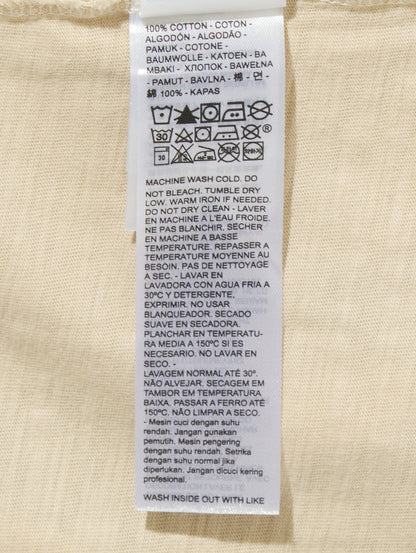 100% COTTON - COTON -
ALGODÓN - ALGODÃO -
PAMUK - COTONE -
BAUMWOLLE - KATOEN - BA
MBAKI - ХЛОПОК - BAWEŁNA
- PAMUT - BAVLNA - 棉 - 면 -
綿 100% - KAPAS
30
30
MACHINE WASH COLD. DO
NOT BLEACH. TUMBLE DRY
LOW. WARM IRON IF NEEDED.
DO NOT DRY CLEAN - LAVER
EN MACHINE A L'EAU FROIDE.
NE PAS BLANCHIR. SECHER
EN MACHINE A BASSE
TEMPERATURE. REPASSER A
TEMPERATURE MOYENNE AU
BESOIN. PAS DE NETTOYAGE
A SEC. - LAVAR EN
LAVADORA CON AGUA FRIA A
30ºC Y DETERGENTE,
EXPRIMIR. NO USAR
BLANQUEADOR. SECADO
SUAVE EN SECADORA.
PLANCHAR EN TEMPERATU-
RA MEDIA A 150ºC SI ES
NECESARIO. NO LAVAR EN
SECO. -
LAVAGEM NORMAL ATÉ 30º.
NÃO ALVEJAR. SECAGEM EM
TAMBOR EM TEMPERATURA
BAIXA. PASSAR A FERRO ATÉ
150ºC. NÃO LIMPAR A SECO.
- Mesin cuci dengan suhu
rendah. Jangan gunakan
pemutih. Mesin pengering
dengan suhu rendah. Setrika
dengan suhu normal jika
diperlukan. Jangan dicuci kering
profesional.
WASH INSIDE OUT WITH LIKE